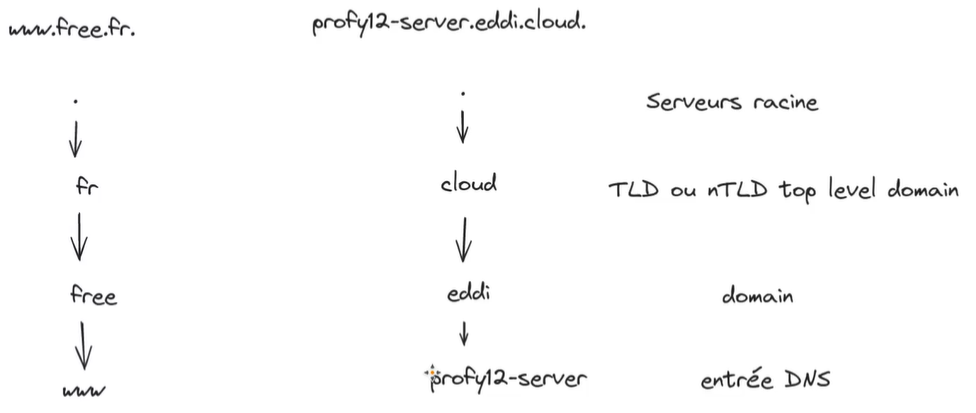 www.free.fr.
profy12-server.eddi.cloud.
.
.
Serveurs racine
fr
cloud
TLD ou nTLD top level domain
free
eddi
domain
www
profy12-server
entrée DNS